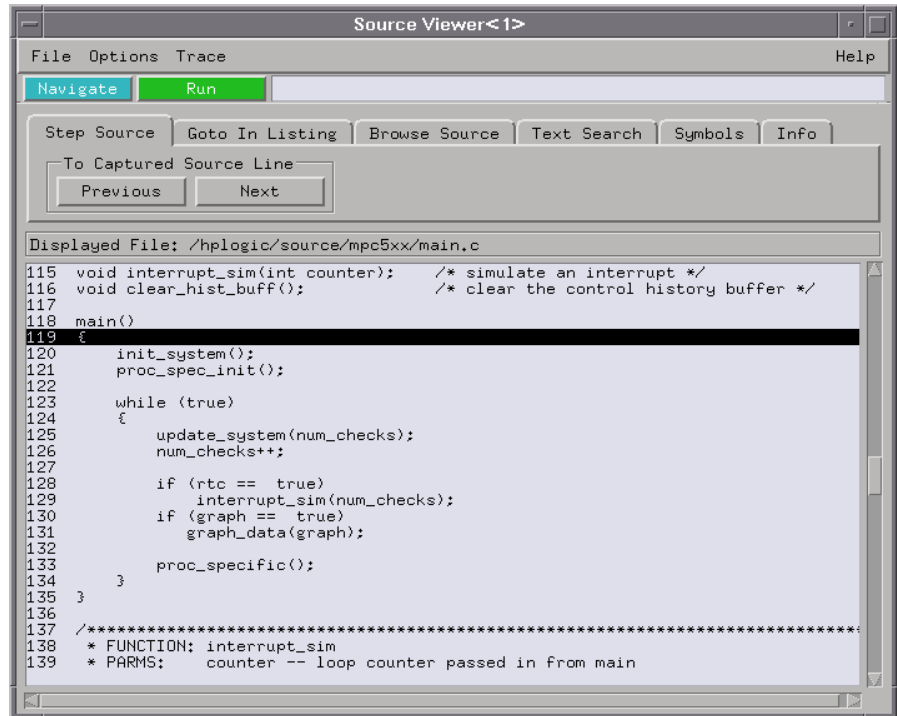 Source Viewer<1>
File Options Trace Help
Navigate Run
Step Source Goto In Listing Browse Source Text Search Symbols Info
To Captured Source Line
Previous Next
Displayed File: /hplogic/source/mpc5xx/main.c
115 void interrupt_sim(int counter); /* simulate an interrupt */
116 void clear_hist_buff(); /* clear the control history buffer */
117
118 main()
119 {
120 init_system();
121 proc_spec_init();
122
123 while (true)
124 {
125 update_system(num_checks);
126 num_checks++;
127
128 if (rtc == true)
129 interrupt_sim(num_checks);
130 if (graph == true)
131 graph_data(graph);
132
133 proc_specific();
134 }
135 }
136
137 /*****************************************************************************
138 * FUNCTION: interrupt_sim
139 * PARMS: counter -- loop counter passed in from main